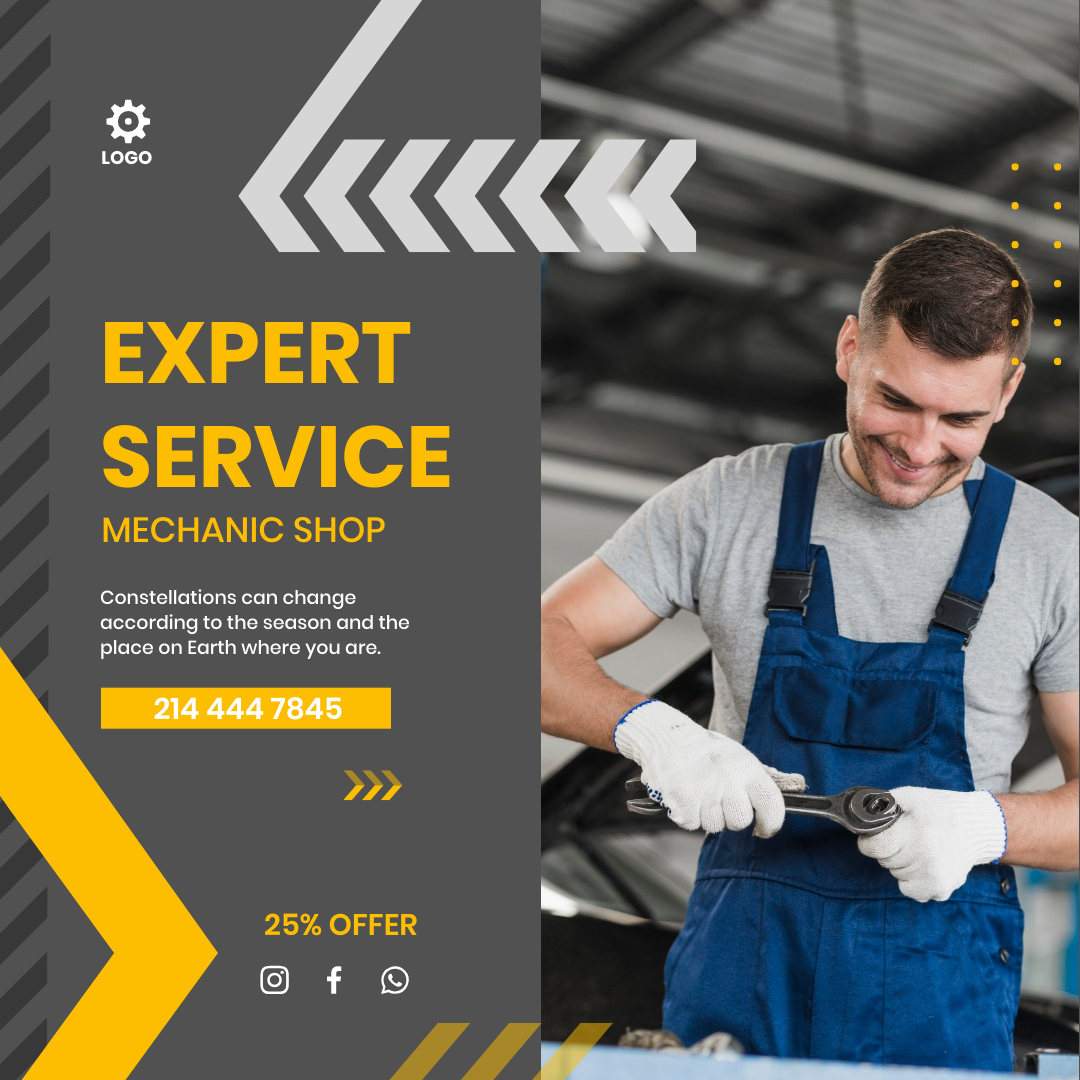 LOGO
EXPERT
SERVICE
MECHANIC SHOP
Constellations can change
according to the season and the
place on Earth where you are.
214 444 7845
25% OFFER